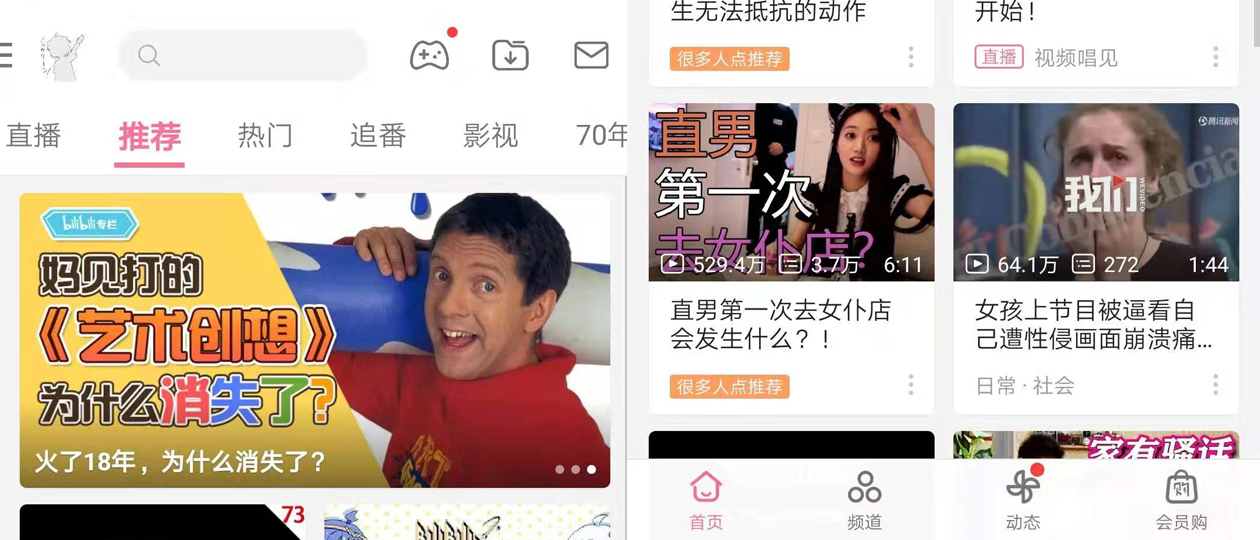 直播
推荐
热门
追番
影视
70年
bilibili专栏
妈见打的
《艺术创想》
为什么消失了?
火了18年，为什么消失了?
73
生无法抵抗的动作
很多人点推荐
开始!
直播 视频唱见
直男
第一次
去女仆店?
529.4万 3.7万 6:11
直男第一次去女仆店
会发生什么?!
很多人点推荐
腾讯新闻
我们
WEVIDEO
64.1万 272 1:44
女孩上节目被逼看自
己遭性侵画面崩溃痛...
日常·社会
家有骚话
首页
频道
动态
会员购